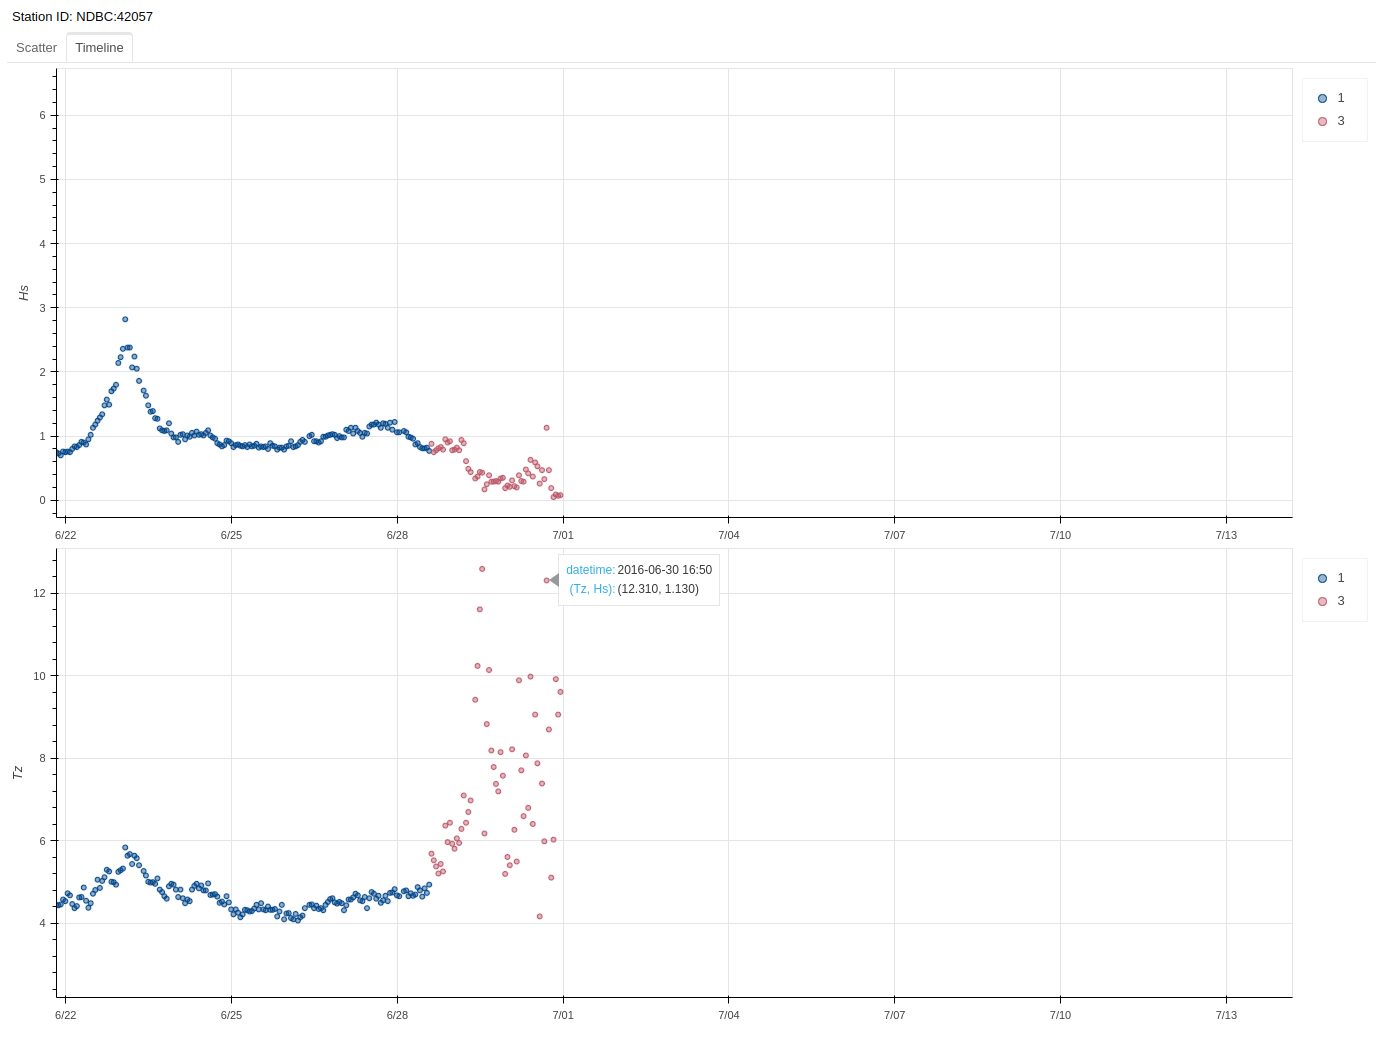 Station ID: NDBC:42057
Scatter Timeline
6
5
4
3
2
1
0
Hs
6/22 6/25 6/28 7/01 7/04 7/07 7/10 7/13
1
3
12
10
8
6
4
Tz
datetime: 2016-06-30 16:50
(Tz, Hs): (12.310, 1.130)
6/22 6/25 6/28 7/01 7/04 7/07 7/10 7/13
1
3